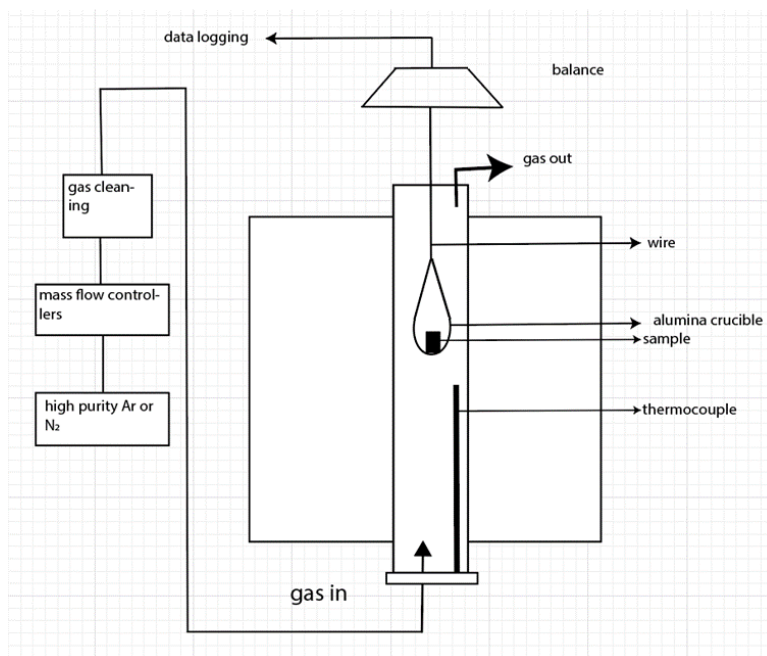 data logging
balance
gas out
gas clean-
ing
wire
mass flow control-
lers
alumina crucible
sample
high purity Ar or
N₂
thermocouple
gas in